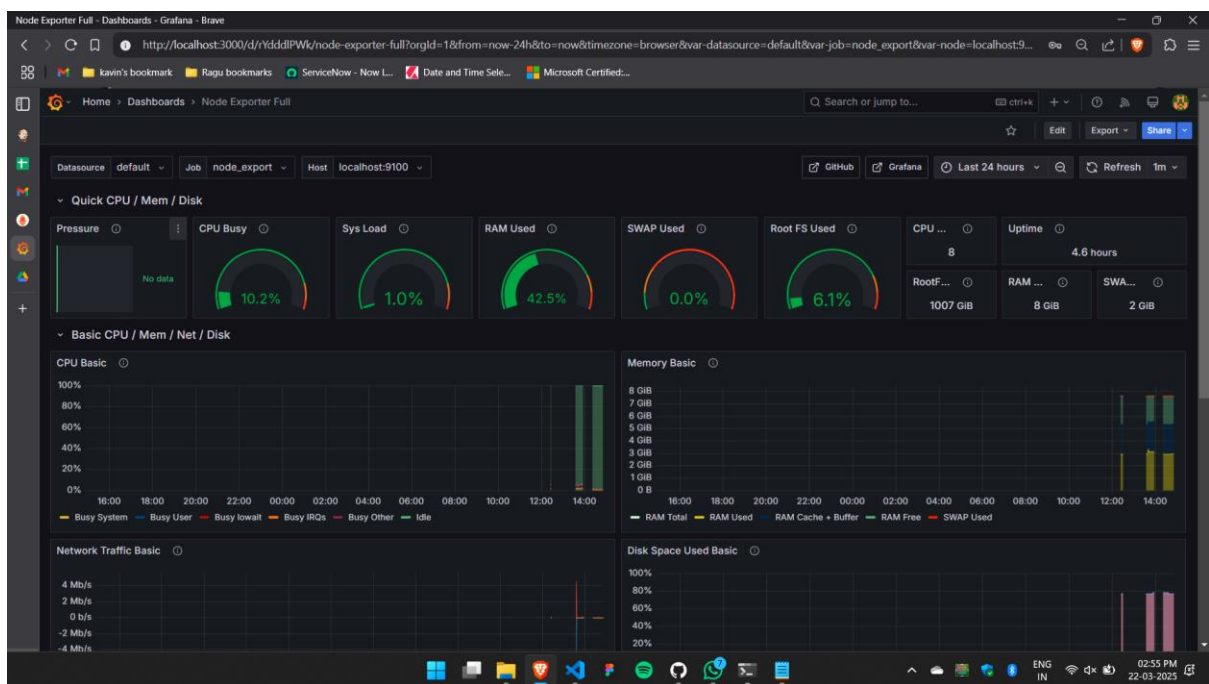 Node Exporter Full - Dashboards - Grafana - Brave
http://localhost:3000/d/rYdddlPWk/node-exporter-full?orgId=1&from=now-24h&to=now&timezone=browser&var-datasource=default&var-job=node_export&var-node=localhost:9...
kavin's bookmark Ragu bookmarks ServiceNow - Now L... Date and Time Sele... Microsoft Certified:...
Home > Dashboards > Node Exporter Full Search or jump to... ctrl+k
Edit Export Share
Datasource default Job node_export Host localhost:9100 GitHub Grafana Last 24 hours Refresh 1m
Quick CPU / Mem / Disk
Pressure CPU Busy Sys Load RAM Used SWAP Used Root FS Used CPU ... Uptime
8 4.6 hours
No data
RootF... RAM ... SWA...
10.2% 1.0% 42.5% 0.0% 6.1% 1007 GiB 8 GiB 2 GiB
Basic CPU / Mem / Net / Disk
CPU Basic
100%
80%
60%
40%
20%
0%
16:00 18:00 20:00 22:00 00:00 02:00 04:00 06:00 08:00 10:00 12:00 14:00
Busy System Busy User Busy Iowait Busy IRQs Busy Other Idle
Memory Basic
8 GiB
7 GiB
6 GiB
5 GiB
4 GiB
3 GiB
2 GiB
1 GiB
0 B
16:00 18:00 20:00 22:00 00:00 02:00 04:00 06:00 08:00 10:00 12:00 14:00
RAM Total RAM Used RAM Cache + Buffer RAM Free SWAP Used
Network Traffic Basic
4 Mb/s
2 Mb/s
0 b/s
-2 Mb/s
-4 Mb/s
Disk Space Used Basic
100%
80%
60%
40%
20%
7
ENG
IN
02:55 PM
22-03-2025